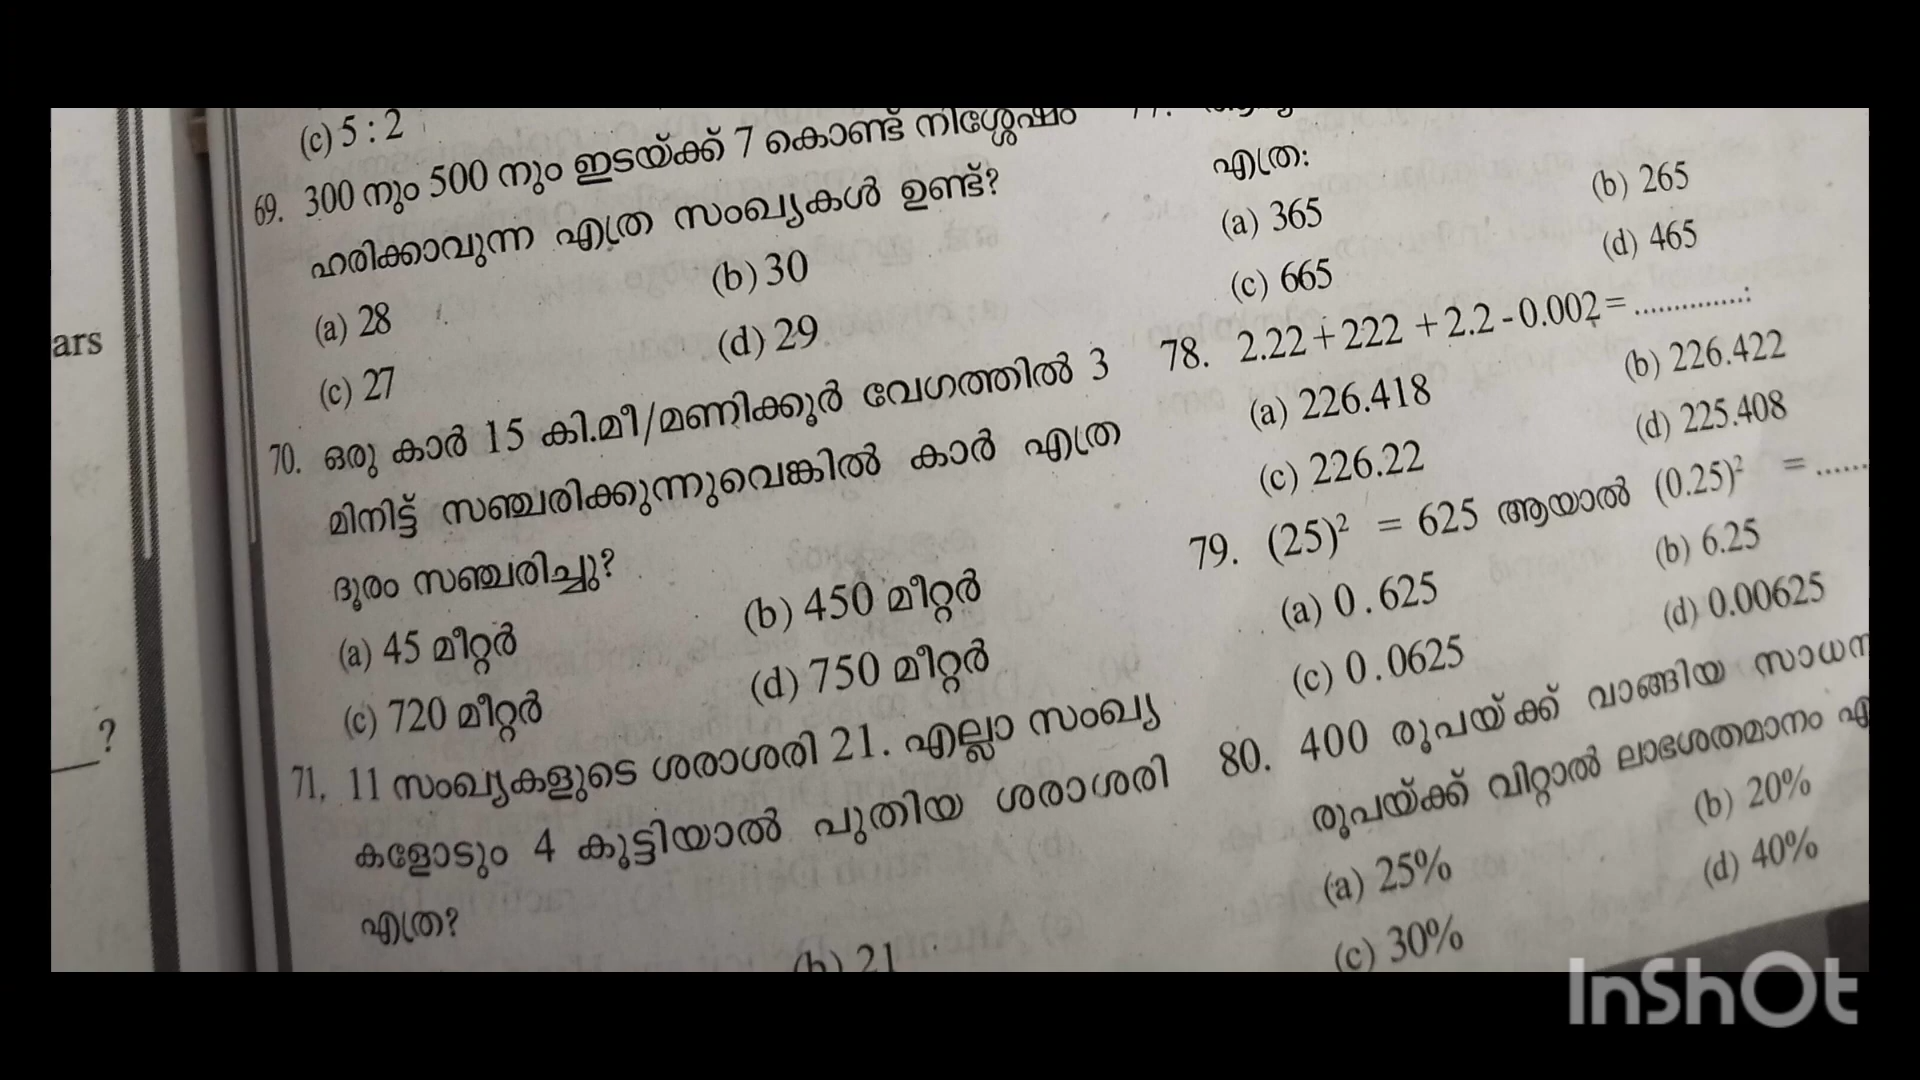 ars
?
(c) 5 : 2
69. 300 നും 500 നും ഇടയ്ക്ക് 7 കൊണ്ട് നിശ്ശേഷം
ഹരിക്കാവുന്ന എത്ര സംഖ്യകൾ ഉണ്ട്?
(a) 28 (b) 30
(c) 27 (d) 29
70. ഒരു കാർ 15 കി.മീ/മണിക്കൂർ വേഗത്തിൽ 3
മിനിട്ട് സഞ്ചരിക്കുന്നുവെങ്കിൽ കാർ എത്ര
ദൂരം സഞ്ചരിച്ചു?
(a) 45 മീറ്റർ (b) 450 മീറ്റർ
(c) 720 മീറ്റർ (d) 750 മീറ്റർ
71. 11 സംഖ്യകളുടെ ശരാശരി 21. എല്ലാ സംഖ്യ
കളോടും 4 കൂട്ടിയാൽ പുതിയ ശരാശരി
എത്ര?
(b) 21
എത്ര:
(a) 365 (b) 265
(c) 665 (d) 465
78. 2.22 + 222 + 2.2 - 0.002 = ..............:
(a) 226.418 (b) 226.422
(c) 226.22 (d) 225.408
79. (25)² = 625 ആയാൽ (0.25)² = ......
(a) 0.625 (b) 6.25
(c) 0.0625 (d) 0.00625
80. 400 രൂപയ്ക്ക് വാങ്ങിയ
രൂപയ്ക്ക് വിറ്റാൽ ലാഭശതമാനം
(a) 25% (b) 20%
(c) 30% (d) 40%
InShOt